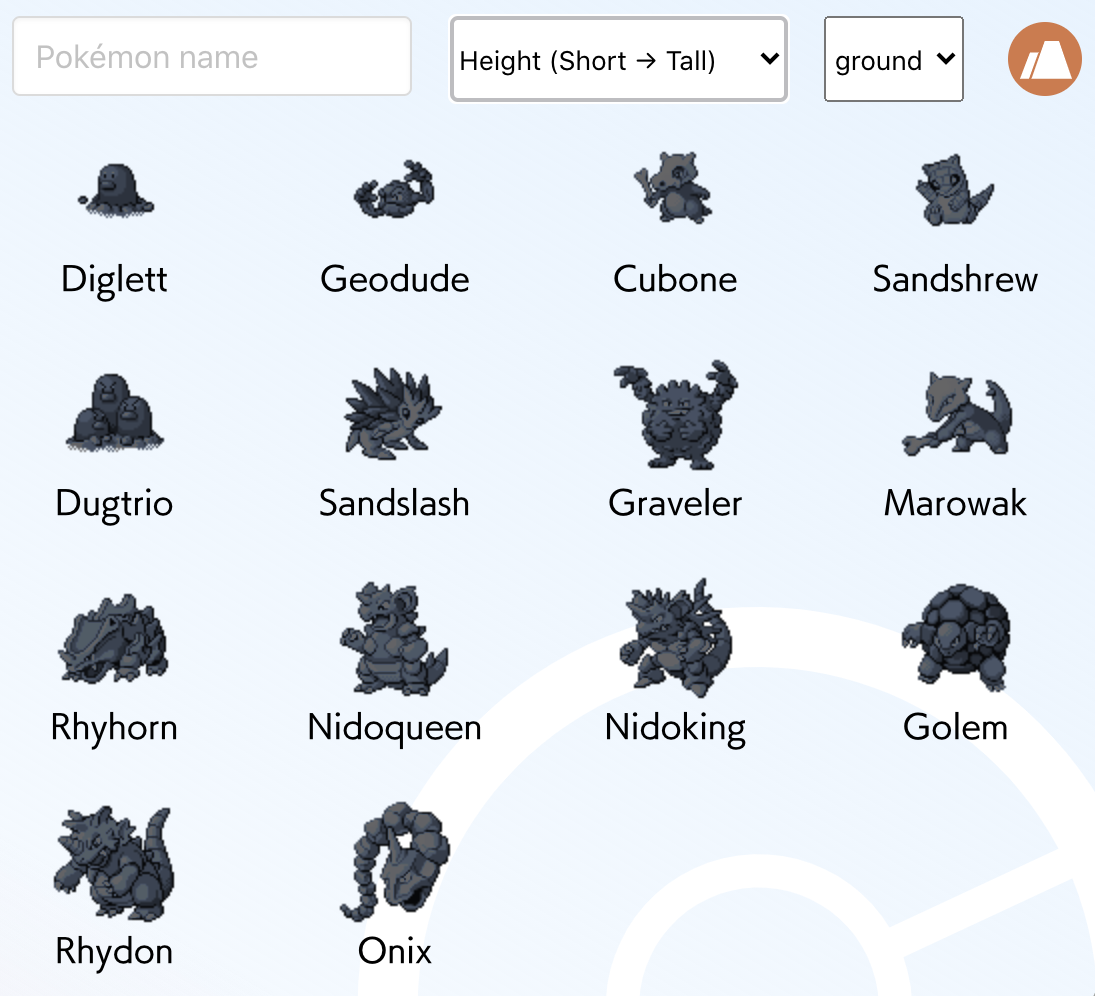 Pokémon name
Height (Short → Tall)
ground
Diglett
Geodude
Cubone
Sandshrew
Dugtrio
Sandslash
Graveler
Marowak
Rhyhorn
Nidoqueen
Nidoking
Golem
Rhydon
Onix